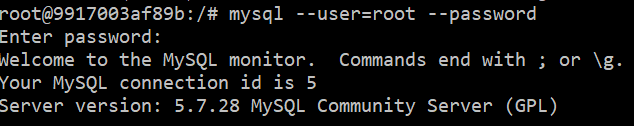 root@9917003af89b:/# mysql --user=root --password
Enter password:
Welcome to the MySQL monitor.  Commands end with ; or \g.
Your MySQL connection id is 5
Server version: 5.7.28 MySQL Community Server (GPL)